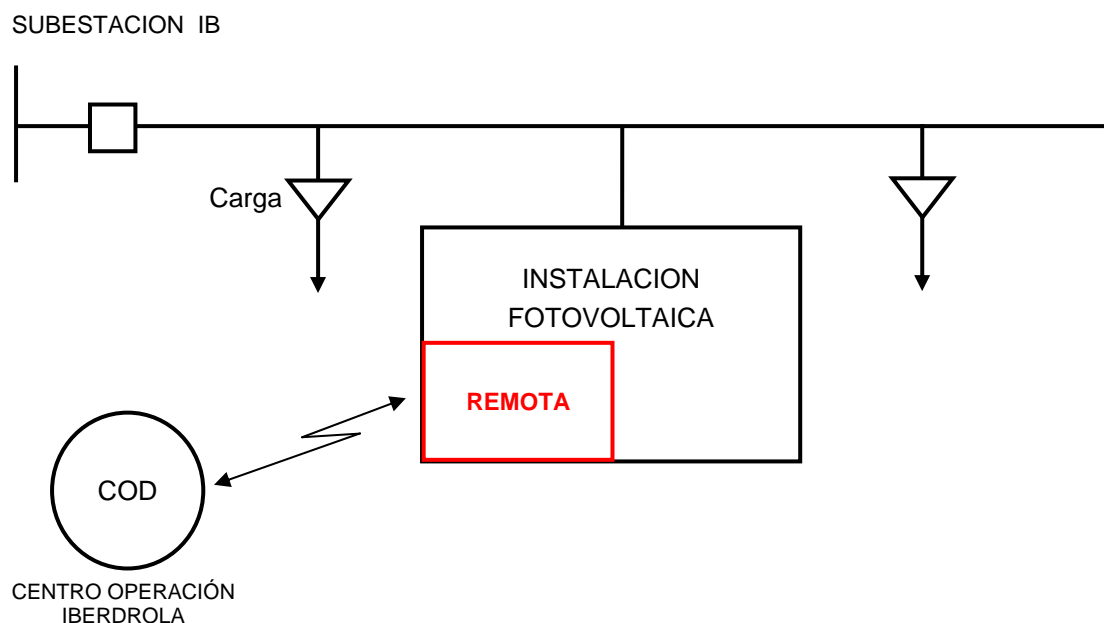 SUBESTACION IB
Carga
INSTALACION
FOTOVOLTAICA
REMOTA
COD
CENTRO OPERACIÓN
IBERDROLA